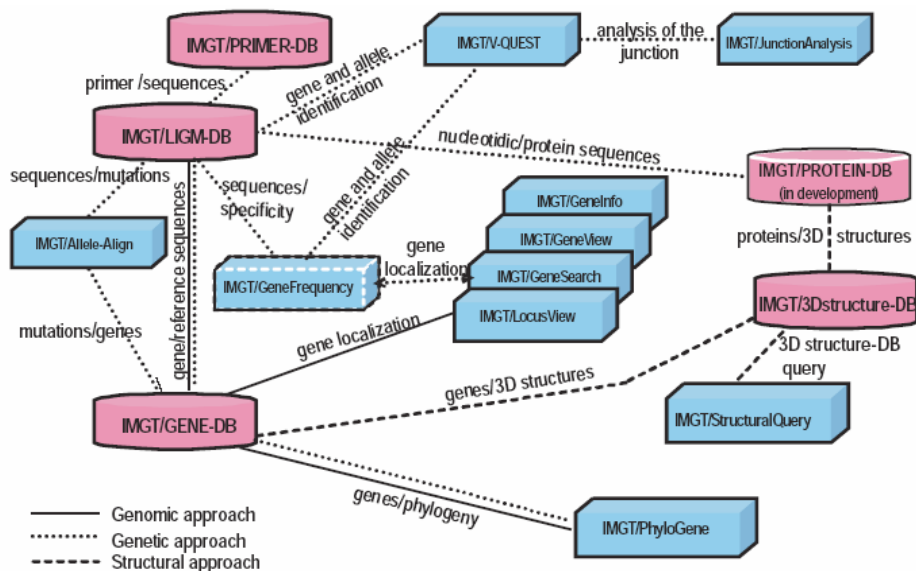 IMGT/PRIMER-DB
IMGT/V-QUEST
analysis of the
junction
IMGT/JunctionAnalysis
primer /sequences
gene and allele
identification
IMGT/LIGM-DB
nucleotidic/protein sequences
sequences/mutations
sequences/
specificity
gene and allele
identification
IMGT/PROTEIN-DB
(in development)
IMGT/GeneInfo
IMGT/GeneView
IMGT/GeneSearch
IMGT/LocusView
IMGT/Allele-Align
gene/reference sequences
IMGT/GeneFrequency
gene
localization
proteins/3D structures
IMGT/3Dstructure-DB
mutations/genes
gene localization
3D structure-DB
query
genes/3D structures
IMGT/StructuralQuery
IMGT/GENE-DB
genes/phylogeny
IMGT/PhyloGene
Genomic approach
Genetic approach
Structural approach